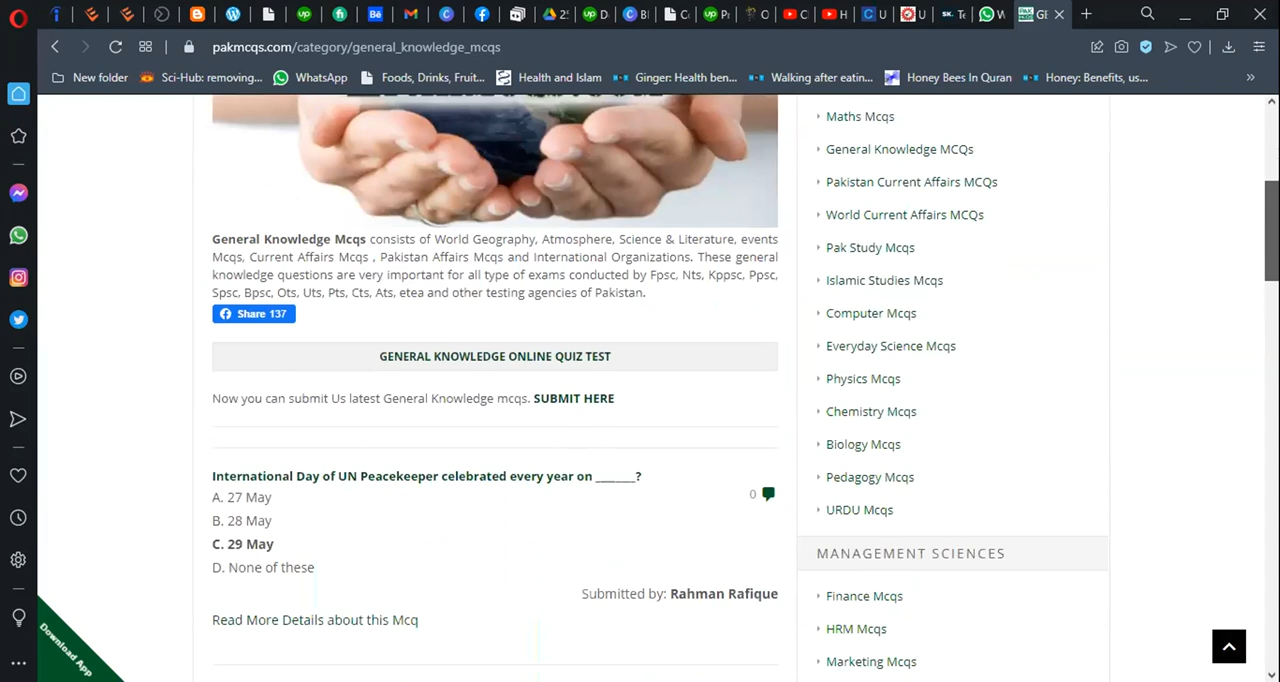 2
D
Bl
Co
P
O
Cl
H
U
U
SK. Te
W
GE
pakmcqs.com/category/general_knowledge_mcqs
New folder
Sci-Hub: removing...
WhatsApp
Foods, Drinks, Fruit...
Health and Islam
Ginger: Health ben...
Walking after eatin...
Honey Bees In Quran
Honey: Benefits, us...
General Knowledge Mcqs consists of World Geography, Atmosphere, Science & Literature, events
Mcqs, Current Affairs Mcqs , Pakistan Affairs Mcqs and International Organizations. These general
knowledge questions are very important for all type of exams conducted by Fpsc, Nts, Kppsc, Ppsc,
Spsc, Bpsc, Ots, Uts, Pts, Cts, Ats, etea and other testing agencies of Pakistan.
Share 137
GENERAL KNOWLEDGE ONLINE QUIZ TEST
Now you can submit Us latest General Knowledge mcqs. SUBMIT HERE
International Day of UN Peacekeeper celebrated every year on _______?
0
A. 27 May
B. 28 May
C. 29 May
D. None of these
Submitted by: Rahman Rafique
Read More Details about this Mcq
Maths Mcqs
General Knowledge MCQs
Pakistan Current Affairs MCQs
World Current Affairs MCQs
Pak Study Mcqs
Islamic Studies Mcqs
Computer Mcqs
Everyday Science Mcqs
Physics Mcqs
Chemistry Mcqs
Biology Mcqs
Pedagogy Mcqs
URDU Mcqs
MANAGEMENT SCIENCES
Finance Mcqs
HRM Mcqs
Marketing Mcqs
Download App